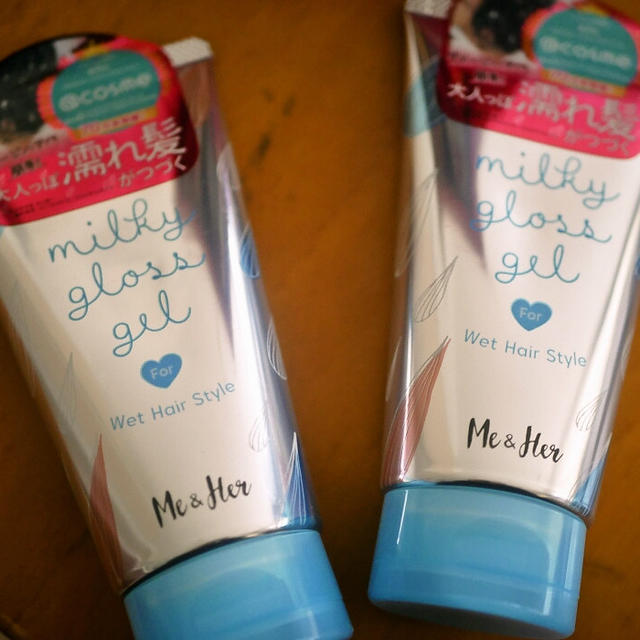 @cosme
濡れ髪
大人っぽ
がつづく
milky
gloss
gel
For
Wet Hair Style
Me & Her
@cosme
濡れ髪
大人っぽ
がつづく
milky
gloss
gel
For
Wet Hair Style
Me & Her